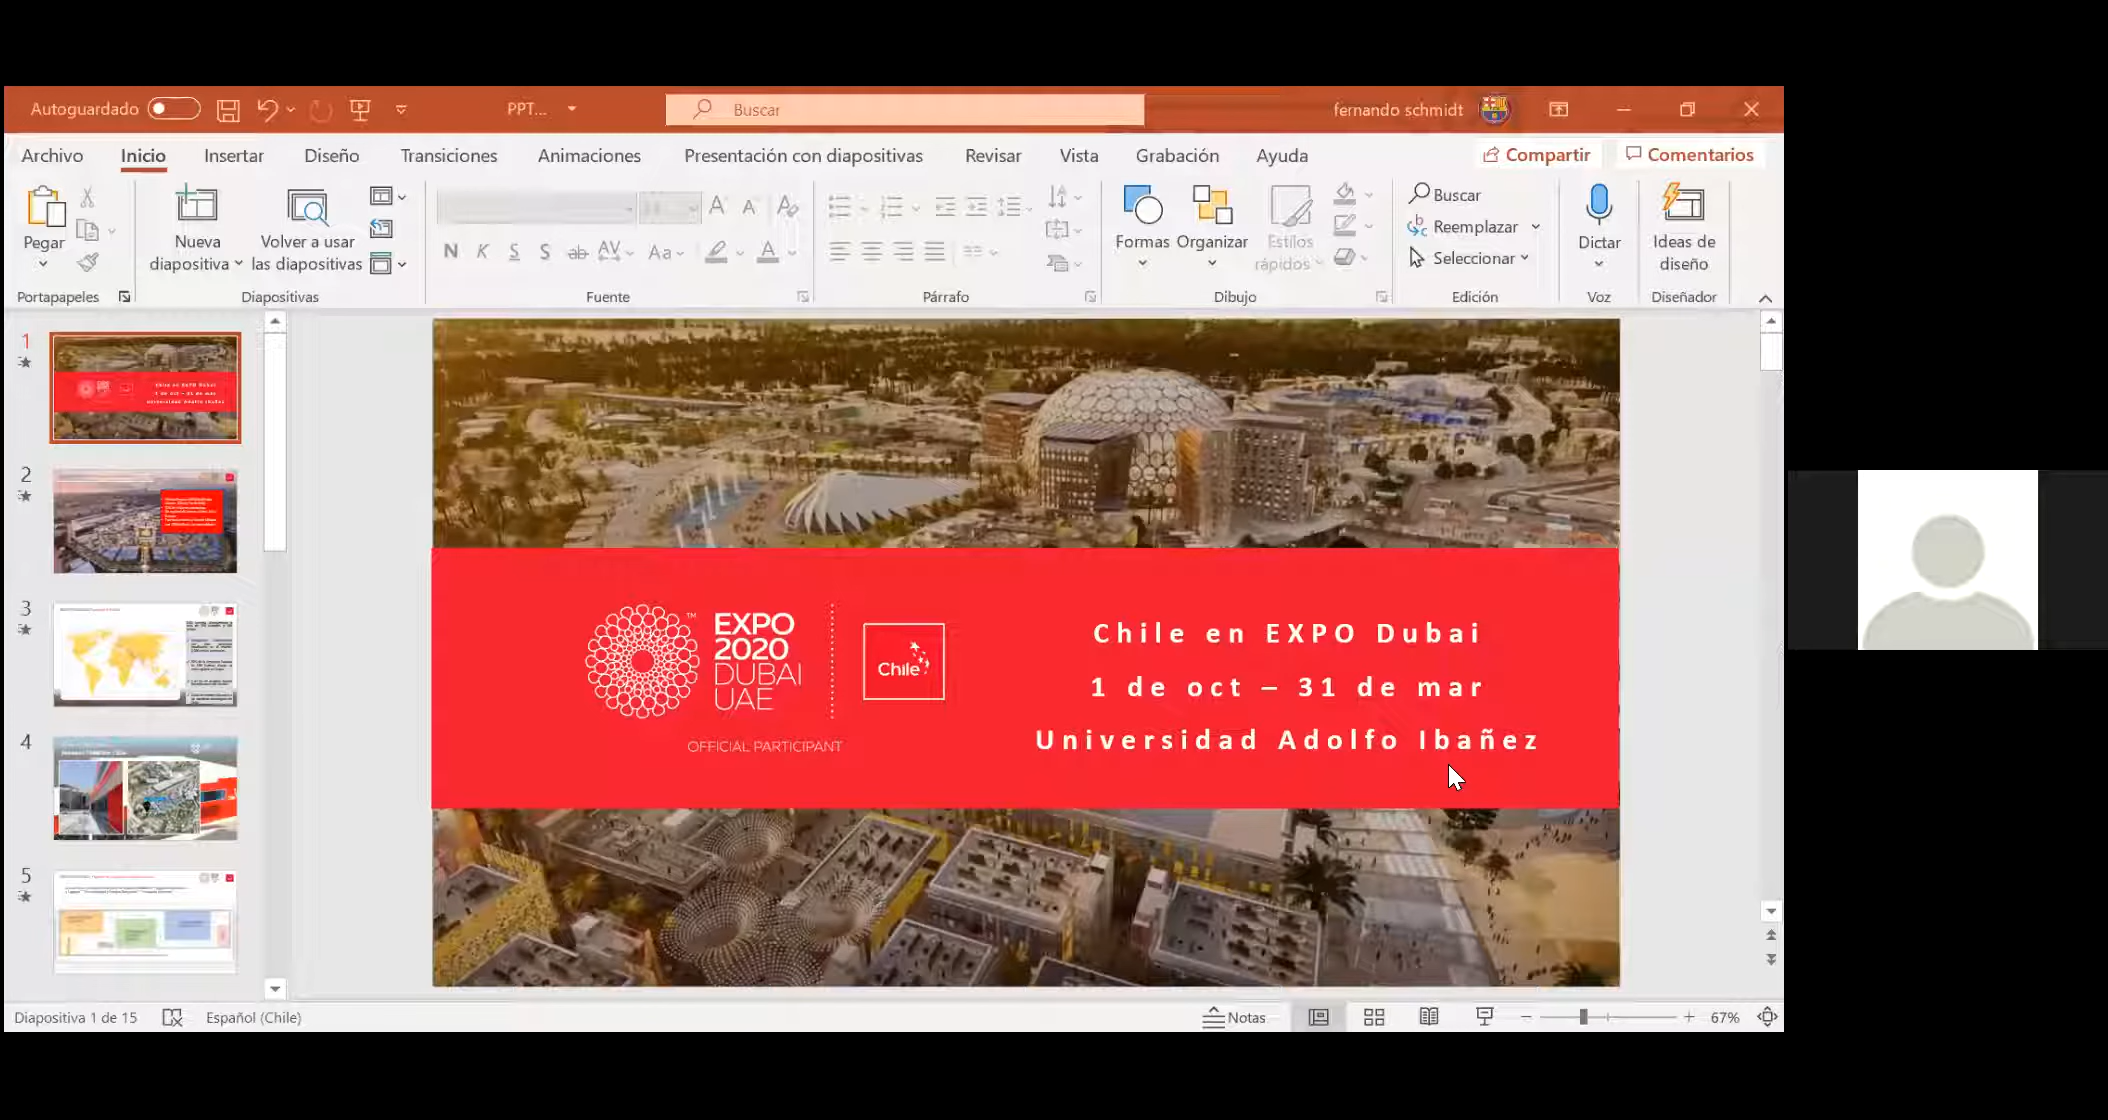 Autoguardado
PPT...
Buscar
fernando schmidt
Archivo
Inicio
Insertar
Diseño
Transiciones
Animaciones
Presentación con diapositivas
Revisar
Vista
Grabación
Ayuda
Compartir
Comentarios
Pegar
Nueva
diapositiva
Volver a usar
las diapositivas
N K S S ab AV Aa A
Formas
Organizar
Estilos
rápidos
Buscar
Reemplazar
Seleccionar
Dictar
Ideas de
diseño
Portapapeles
Diapositivas
Fuente
Párrafo
Dibujo
Edición
Voz
Diseñador
1
2
3
4
5
EXPO
2020
DUBAI
UAE
TM
OFFICIAL PARTICIPANT
Chile
Chile en EXPO Dubai
1 de oct – 31 de mar
Universidad Adolfo Ibañez
Diapositiva 1 de 15
Español (Chile)
Notas
67%